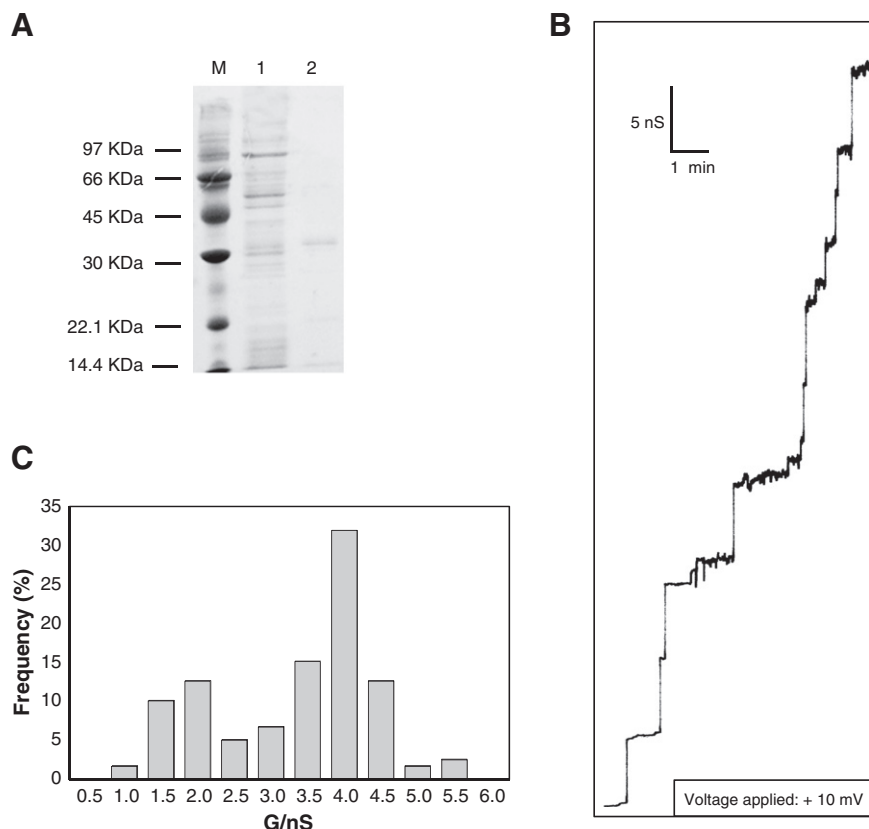 A
M 1 2
97 KDa
66 KDa
45 KDa
30 KDa
22.1 KDa
14.4 KDa
B
5 nS
1 min
Voltage applied: + 10 mV
C
35
30
25
20
15
10
5
0
Frequency (%)
0.5 1.0 1.5 2.0 2.5 3.0 3.5 4.0 4.5 5.0 5.5 6.0
G/nS